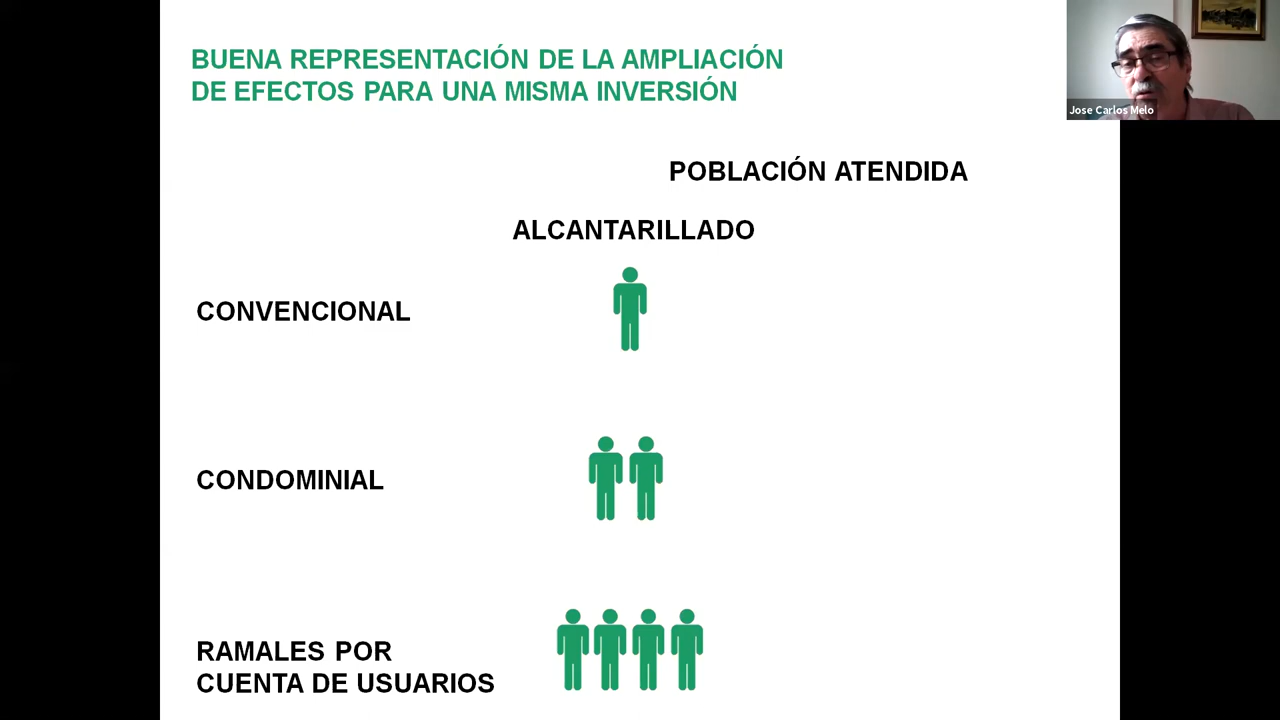 BUENA REPRESENTACIÓN DE LA AMPLIACIÓN
DE EFECTOS PARA UNA MISMA INVERSIÓN
Jose Carlos Melo
POBLACIÓN ATENDIDA
ALCANTARILLADO
CONVENCIONAL
CONDOMINIAL
RAMALES POR
CUENTA DE USUARIOS